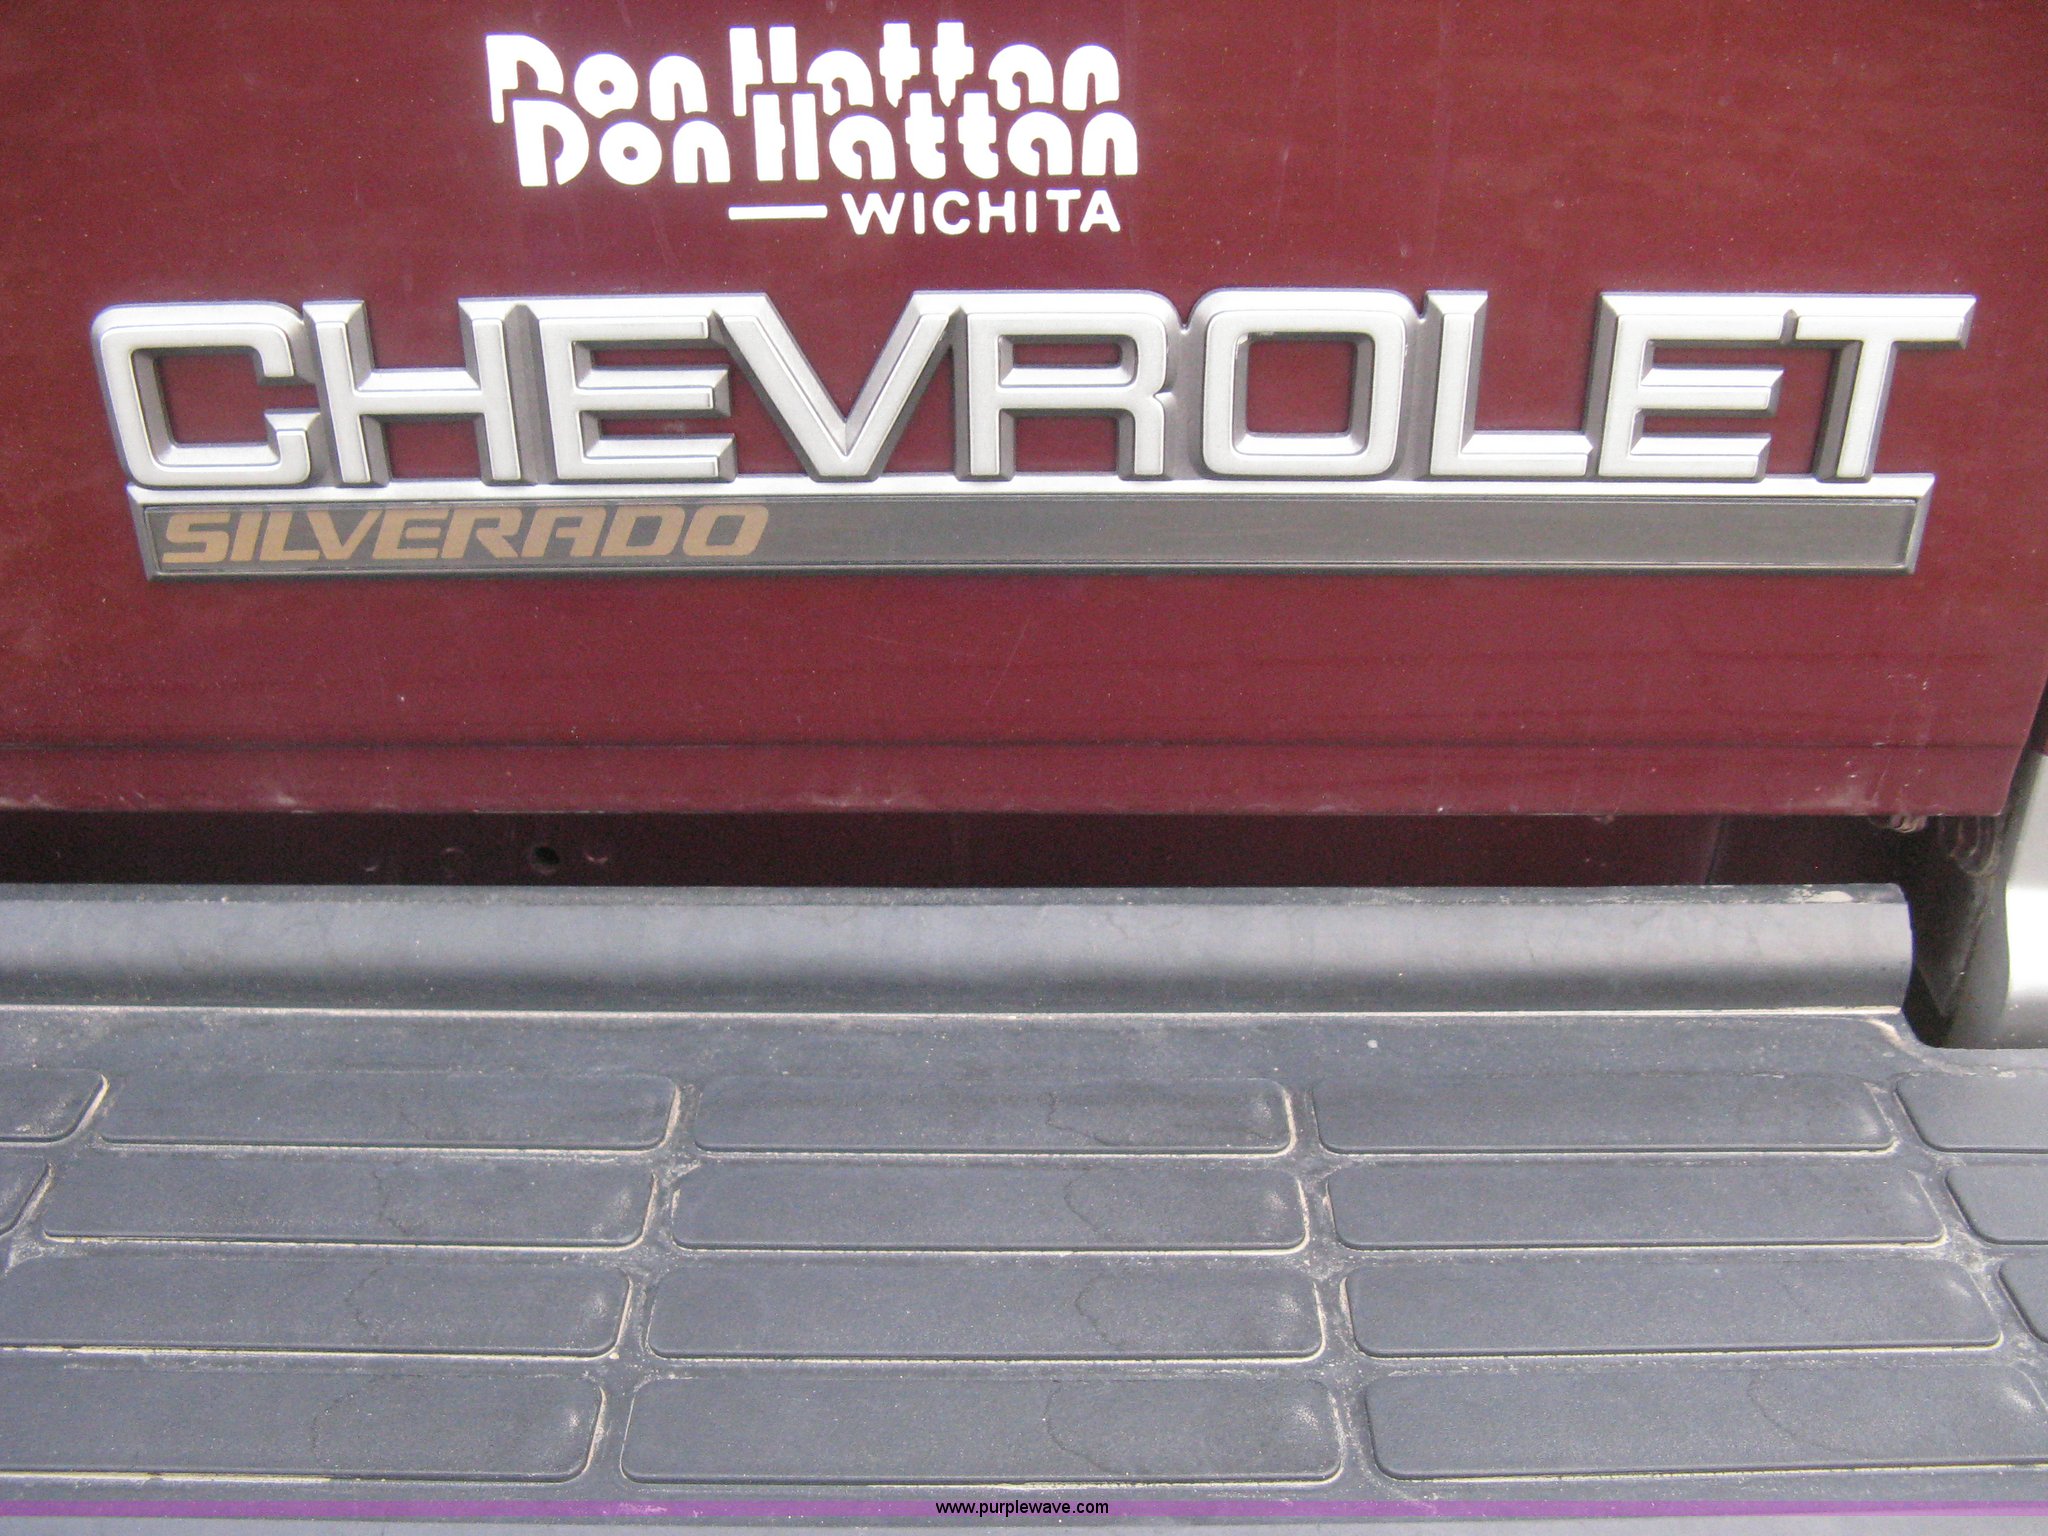 Don Hattan
Don Hattan
WICHITA
CHEVROLET
SILVERADO
www.purplewave.com